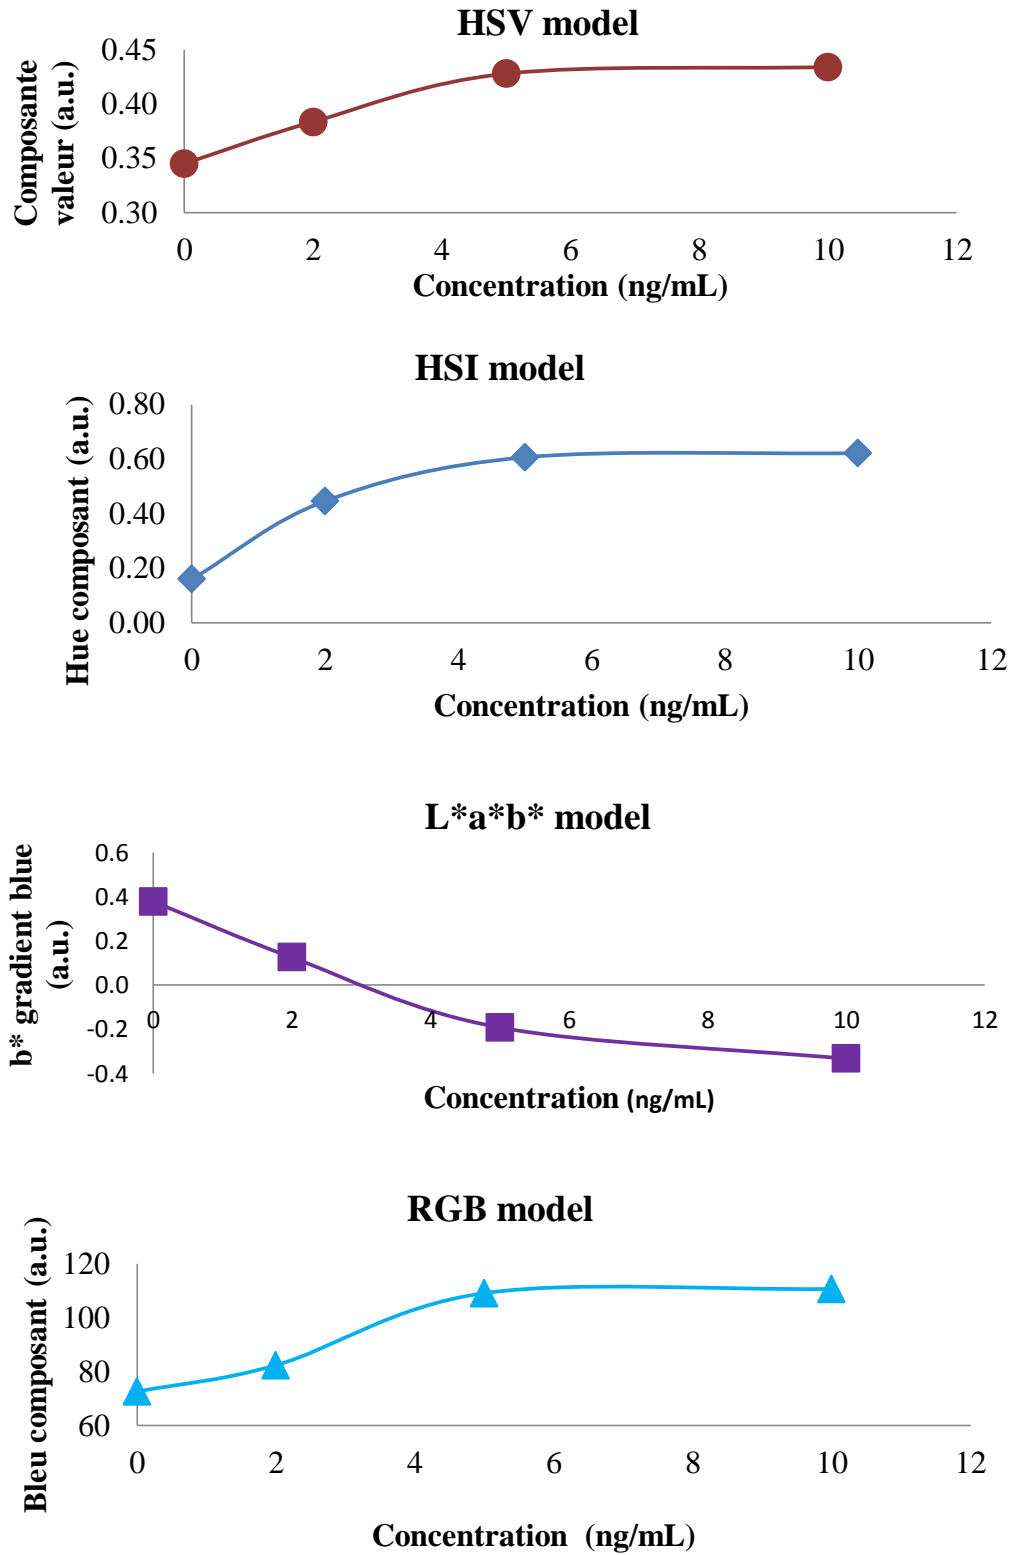 HSV model
Composante
valeur (a.u.)
0.45
0.40
0.35
0.30
0 2 4 6 8 10 12
Concentration (ng/mL)
HSI model
Hue composant (a.u.)
0.80
0.60
0.40
0.20
0.00
0 2 4 6 8 10 12
Concentration (ng/mL)
L*a*b* model
b* gradient blue
(a.u.)
0.6
0.4
0.2
0.0
-0.2
-0.4
0 2 4 6 8 10 12
Concentration (ng/mL)
RGB model
Bleu composant (a.u.)
120
100
80
60
0 2 4 6 8 10 12
Concentration (ng/mL)